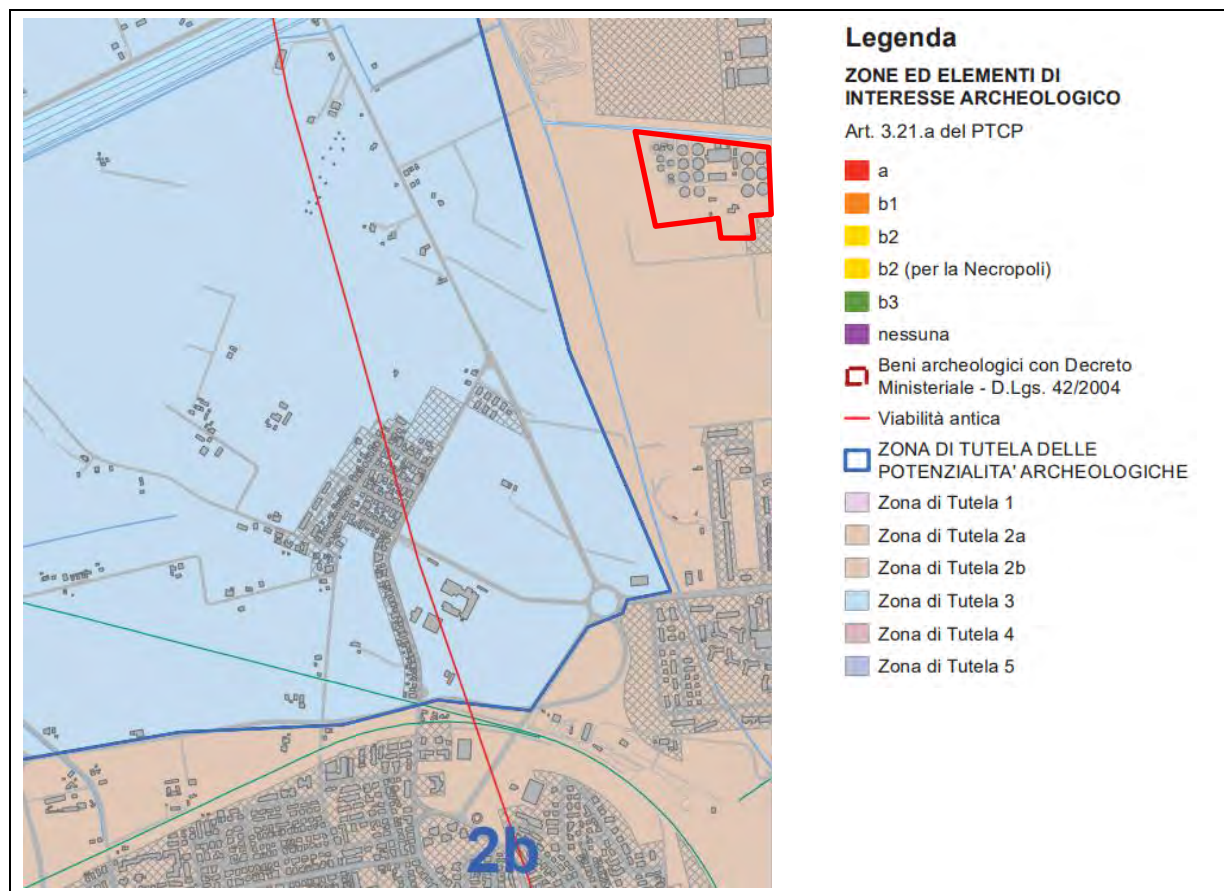 Legenda
ZONE ED ELEMENTI DI
INTERESSE ARCHEOLOGICO
Art. 3.21.a del PTCP
a
b1
b2
b2 (per la Necropoli)
b3
nessuna
Beni archeologici con Decreto
Ministeriale - D.Lgs. 42/2004
Viabilità antica
ZONA DI TUTELA DELLE
POTENZIALITA' ARCHEOLOGICHE
Zona di Tutela 1
Zona di Tutela 2a
Zona di Tutela 2b
Zona di Tutela 3
Zona di Tutela 4
Zona di Tutela 5
2b